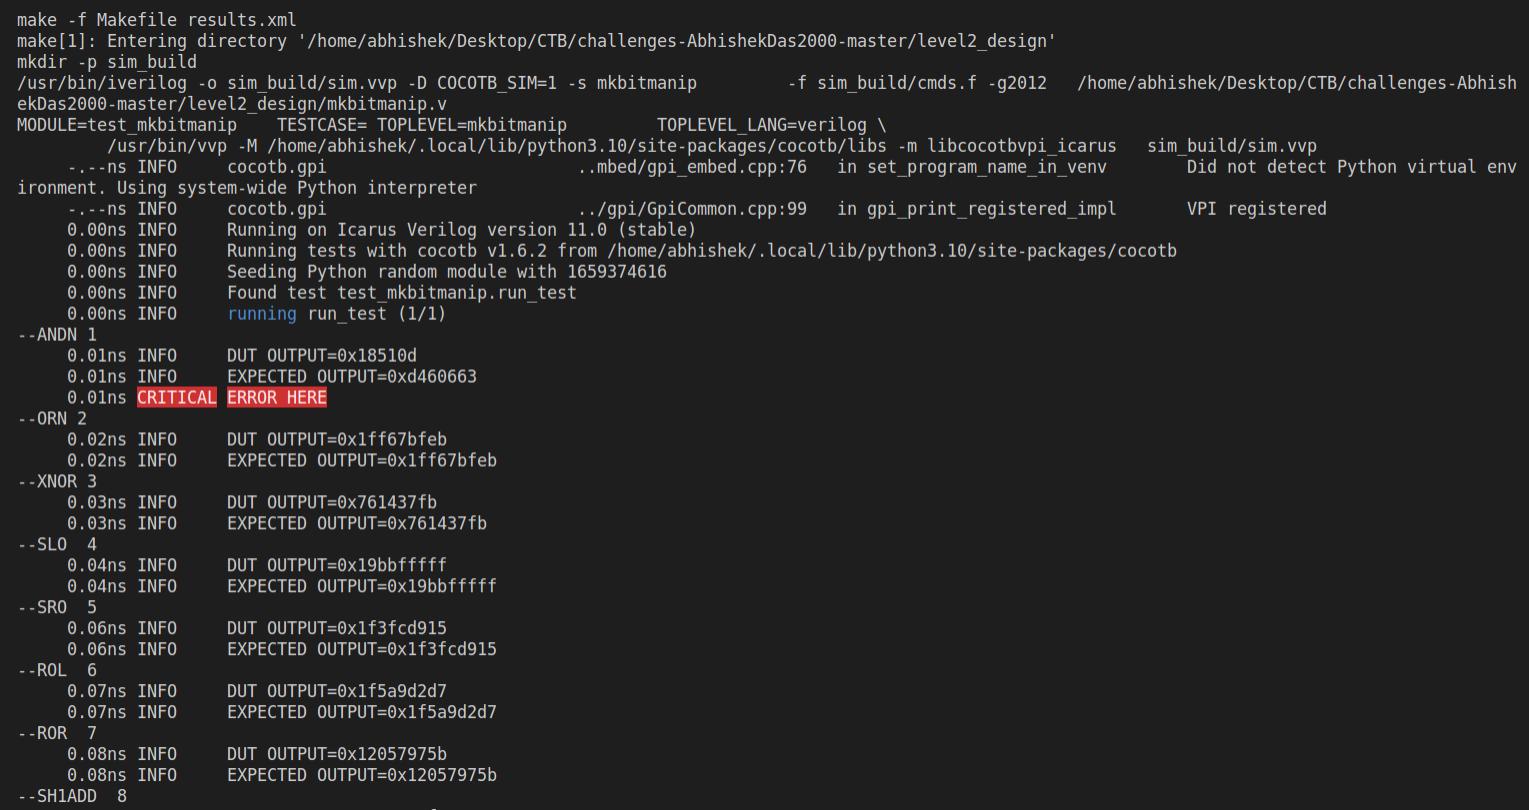 make -f Makefile results.xml
make[1]: Entering directory '/home/abhishek/Desktop/CTB/challenges-AbhishekDas2000-master/level2_design'
mkdir -p sim_build
/usr/bin/iverilog -o sim_build/sim.vvp -D COCOTB_SIM=1 -s mkbitmanip         -f sim_build/cmds.f -g2012   /home/abhishek/Desktop/CTB/challenges-Abhish
ekDas2000-master/level2_design/mkbitmanip.v
MODULE=test_mkbitmanip    TESTCASE= TOPLEVEL=mkbitmanip         TOPLEVEL_LANG=verilog \
         /usr/bin/vvp -M /home/abhishek/.local/lib/python3.10/site-packages/cocotb/libs -m libcocotbvpi_icarus   sim_build/sim.vvp
     -.--ns INFO     cocotb.gpi                         ..mbed/gpi_embed.cpp:76   in set_program_name_in_venv        Did not detect Python virtual env
ironment. Using system-wide Python interpreter
     -.--ns INFO     cocotb.gpi                         ../gpi/GpiCommon.cpp:99   in gpi_print_registered_impl       VPI registered
     0.00ns INFO     Running on Icarus Verilog version 11.0 (stable)
     0.00ns INFO     Running tests with cocotb v1.6.2 from /home/abhishek/.local/lib/python3.10/site-packages/cocotb
     0.00ns INFO     Seeding Python random module with 1659374616
     0.00ns INFO     Found test test_mkbitmanip.run_test
     0.00ns INFO     running run_test (1/1)
--ANDN 1
     0.01ns INFO     DUT OUTPUT=0x18510d
     0.01ns INFO     EXPECTED OUTPUT=0xd460663
     0.01ns CRITICAL ERROR HERE
--ORN 2
     0.02ns INFO     DUT OUTPUT=0x1ff67bfeb
     0.02ns INFO     EXPECTED OUTPUT=0x1ff67bfeb
--XNOR 3
     0.03ns INFO     DUT OUTPUT=0x761437fb
     0.03ns INFO     EXPECTED OUTPUT=0x761437fb
--SLO  4
     0.04ns INFO     DUT OUTPUT=0x19bbfffff
     0.04ns INFO     EXPECTED OUTPUT=0x19bbfffff
--SRO  5
     0.06ns INFO     DUT OUTPUT=0x1f3fcd915
     0.06ns INFO     EXPECTED OUTPUT=0x1f3fcd915
--ROL  6
     0.07ns INFO     DUT OUTPUT=0x1f5a9d2d7
     0.07ns INFO     EXPECTED OUTPUT=0x1f5a9d2d7
--ROR  7
     0.08ns INFO     DUT OUTPUT=0x12057975b
     0.08ns INFO     EXPECTED OUTPUT=0x12057975b
--SH1ADD  8